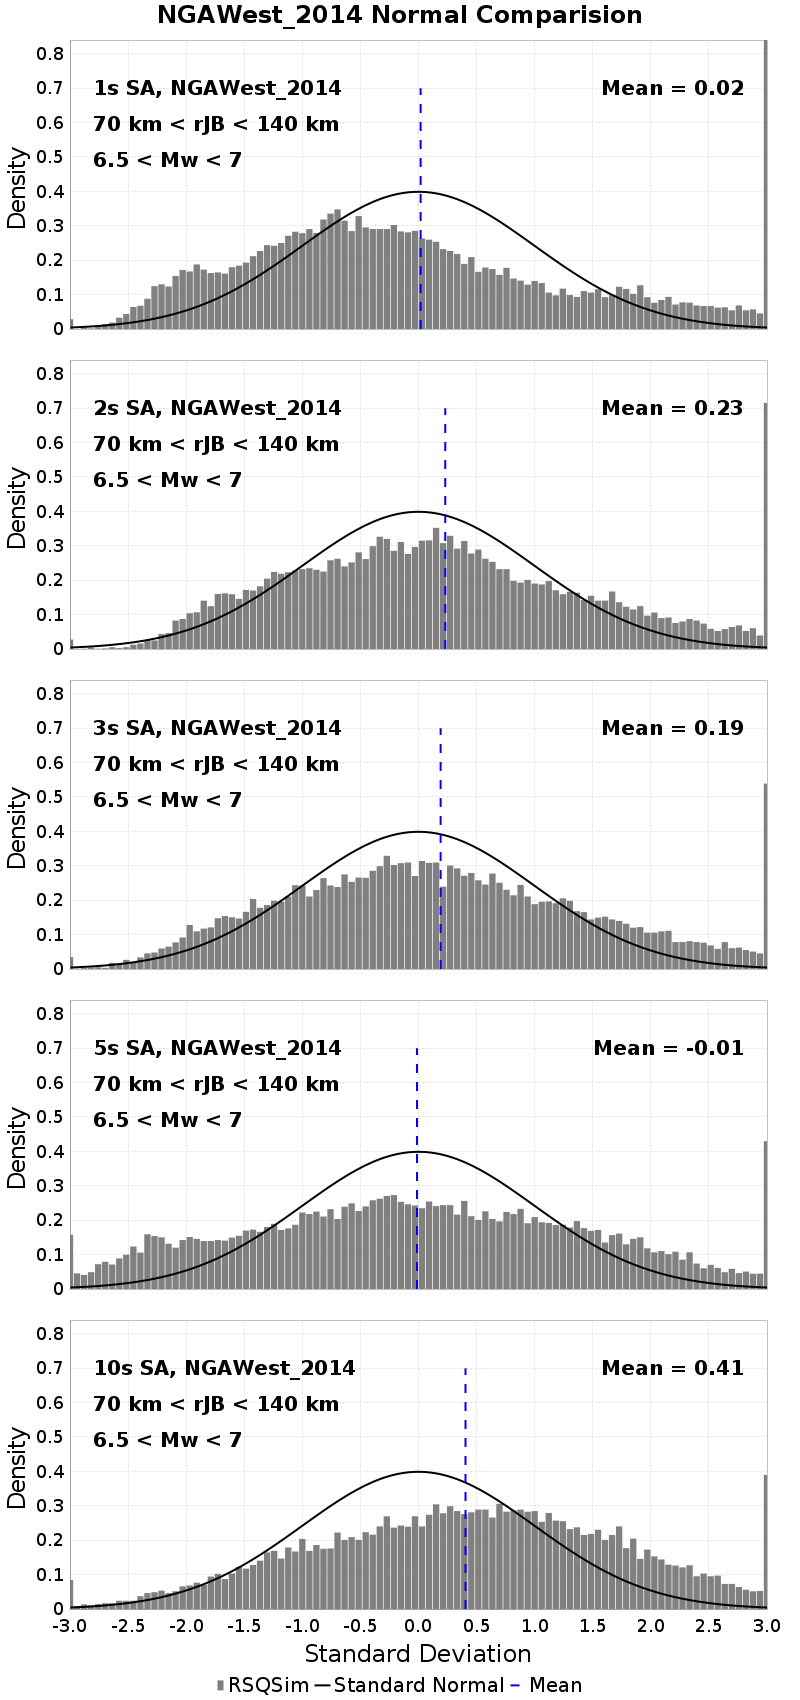 NGAWest_2014 Normal Comparision
0.8
1s SA, NGAWest_2014 Mean = 0.02
0.7
70 km < rJB < 140 km
0.6
6.5 < Mw < 7
0.5
0.4
0.3
0.2
0.1
0
Density
0.8
2s SA, NGAWest_2014 Mean = 0.23
0.7
70 km < rJB < 140 km
0.6
6.5 < Mw < 7
0.5
0.4
0.3
0.2
0.1
0
Density
0.8
3s SA, NGAWest_2014 Mean = 0.19
0.7
70 km < rJB < 140 km
0.6
6.5 < Mw < 7
0.5
0.4
0.3
0.2
0.1
0
Density
0.8
5s SA, NGAWest_2014 Mean = -0.01
0.7
70 km < rJB < 140 km
0.6
6.5 < Mw < 7
0.5
0.4
0.3
0.2
0.1
0
Density
0.8
10s SA, NGAWest_2014 Mean = 0.41
0.7
70 km < rJB < 140 km
0.6
6.5 < Mw < 7
0.5
0.4
0.3
0.2
0.1
0
Density
-3.0 -2.5 -2.0 -1.5 -1.0 -0.5 0.0 0.5 1.0 1.5 2.0 2.5 3.0
Standard Deviation
RSQSim Standard Normal Mean